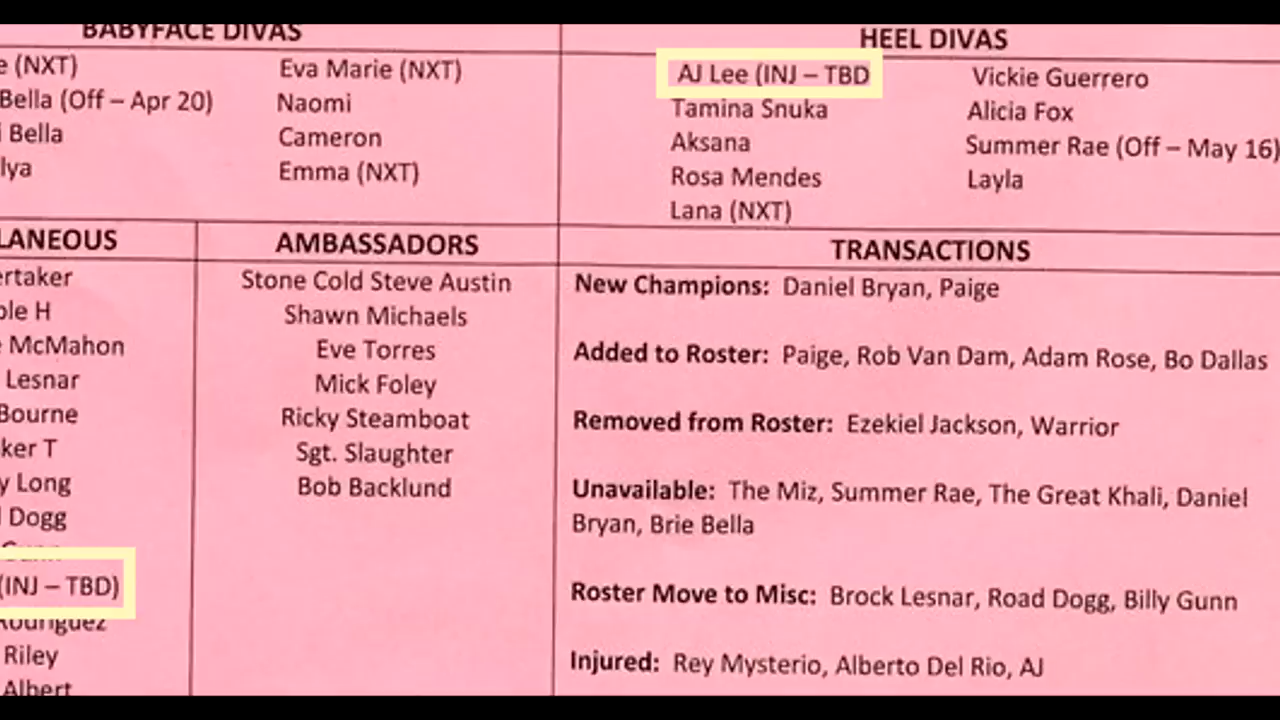 BABYFACE DIVAS
e (NXT) Eva Marie (NXT)
Bella (Off – Apr 20) Naomi
i Bella Cameron
lya Emma (NXT)
HEEL DIVAS
AJ Lee (INJ – TBD Vickie Guerrero
Tamina Snuka Alicia Fox
Aksana Summer Rae (Off – May 16)
Rosa Mendes Layla
Lana (NXT)
LANEOUS
ertaker
ple H
McMahon
Lesnar
Bourne
ker T
y Long
Dogg
(INJ – TBD)
Rodriguez
Riley
Albert
AMBASSADORS
Stone Cold Steve Austin
Shawn Michaels
Eve Torres
Mick Foley
Ricky Steamboat
Sgt. Slaughter
Bob Backlund
TRANSACTIONS
New Champions: Daniel Bryan, Paige
Added to Roster: Paige, Rob Van Dam, Adam Rose, Bo Dallas
Removed from Roster: Ezekiel Jackson, Warrior
Unavailable: The Miz, Summer Rae, The Great Khali, Daniel
Bryan, Brie Bella
Roster Move to Misc: Brock Lesnar, Road Dogg, Billy Gunn
Injured: Rey Mysterio, Alberto Del Rio, AJ